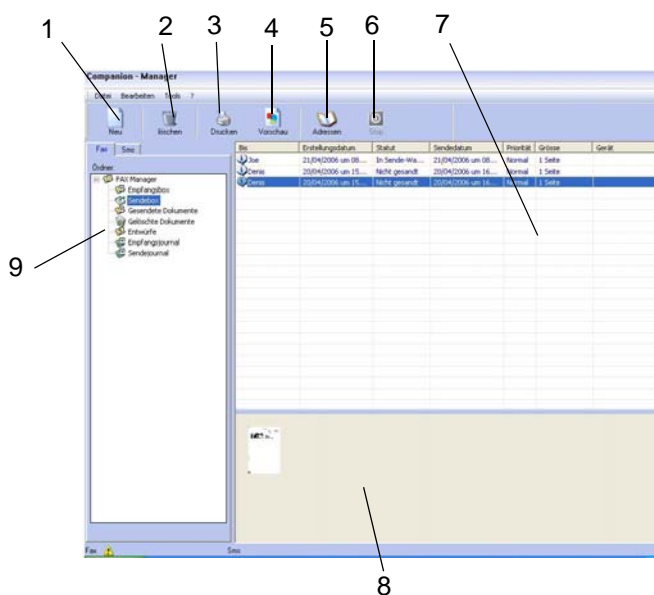 1 2 3 4 5 6 7
Companion - Manager
Datei Bearbeiten Tools ?
Neu löschen Drucken Vorschau Adressen Stop
Fax Sms
Ordner
FAX Manager
Empfangsbox
Sendebox
Gesendete Dokumente
Gelöschte Dokumente
Entwürfe
Empfangsjournal
Sendejournal
Bis Erstellungsdatum Statut Sendedatum Priorität Grösse Gerät
Joe 21/04/2006 um 08.... In Sende-Wa... 21/04/2006 um 08.... Normal 1 Seite
Denis 20/04/2006 um 15.... Nicht gesandt 20/04/2006 um 16.... Normal 1 Seite
Denis 20/04/2006 um 15.... Nicht gesandt 20/04/2006 um 16.... Normal 1 Seite
9
Fax Sms
8